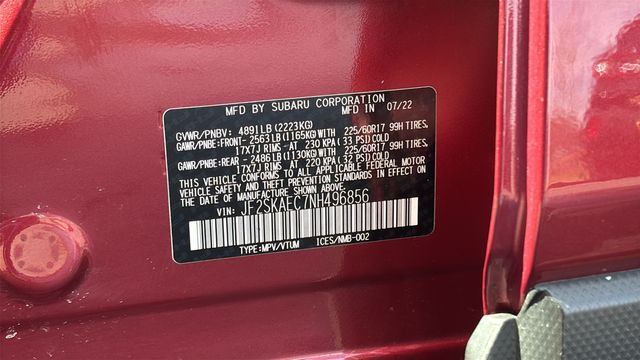 MFD BY SUBARU CORPORATION
MFD IN 07/22
GVWR/PNBV: 4891LB(2223KG)
GAWR/PNBE:FRONT- 2563LB(1165KG)WITH 225/60R17 99H TIRES,
17X7J RIMS -AT 230 KPA(33 PSI)COLD
GAWR/PNBE:REAR -2486LB(1130KG)WITH 225/60R17 99H TIRES,
17X7J RIMS -AT 220 KPA(32 PSI)COLD
THIS VEHICLE CONFORMS TO ALL APPLICABLE FEDERAL MOTOR
VEHICLE SAFETY AND THEFT PREVENTION STANDARDS IN EFFECT ON
THE DATE OF MANUFACTURE SHOWN ABOVE.
VIN: JF2SKAEC7NH496856
TYPE:MPV/VTUM ICES/NMB-002